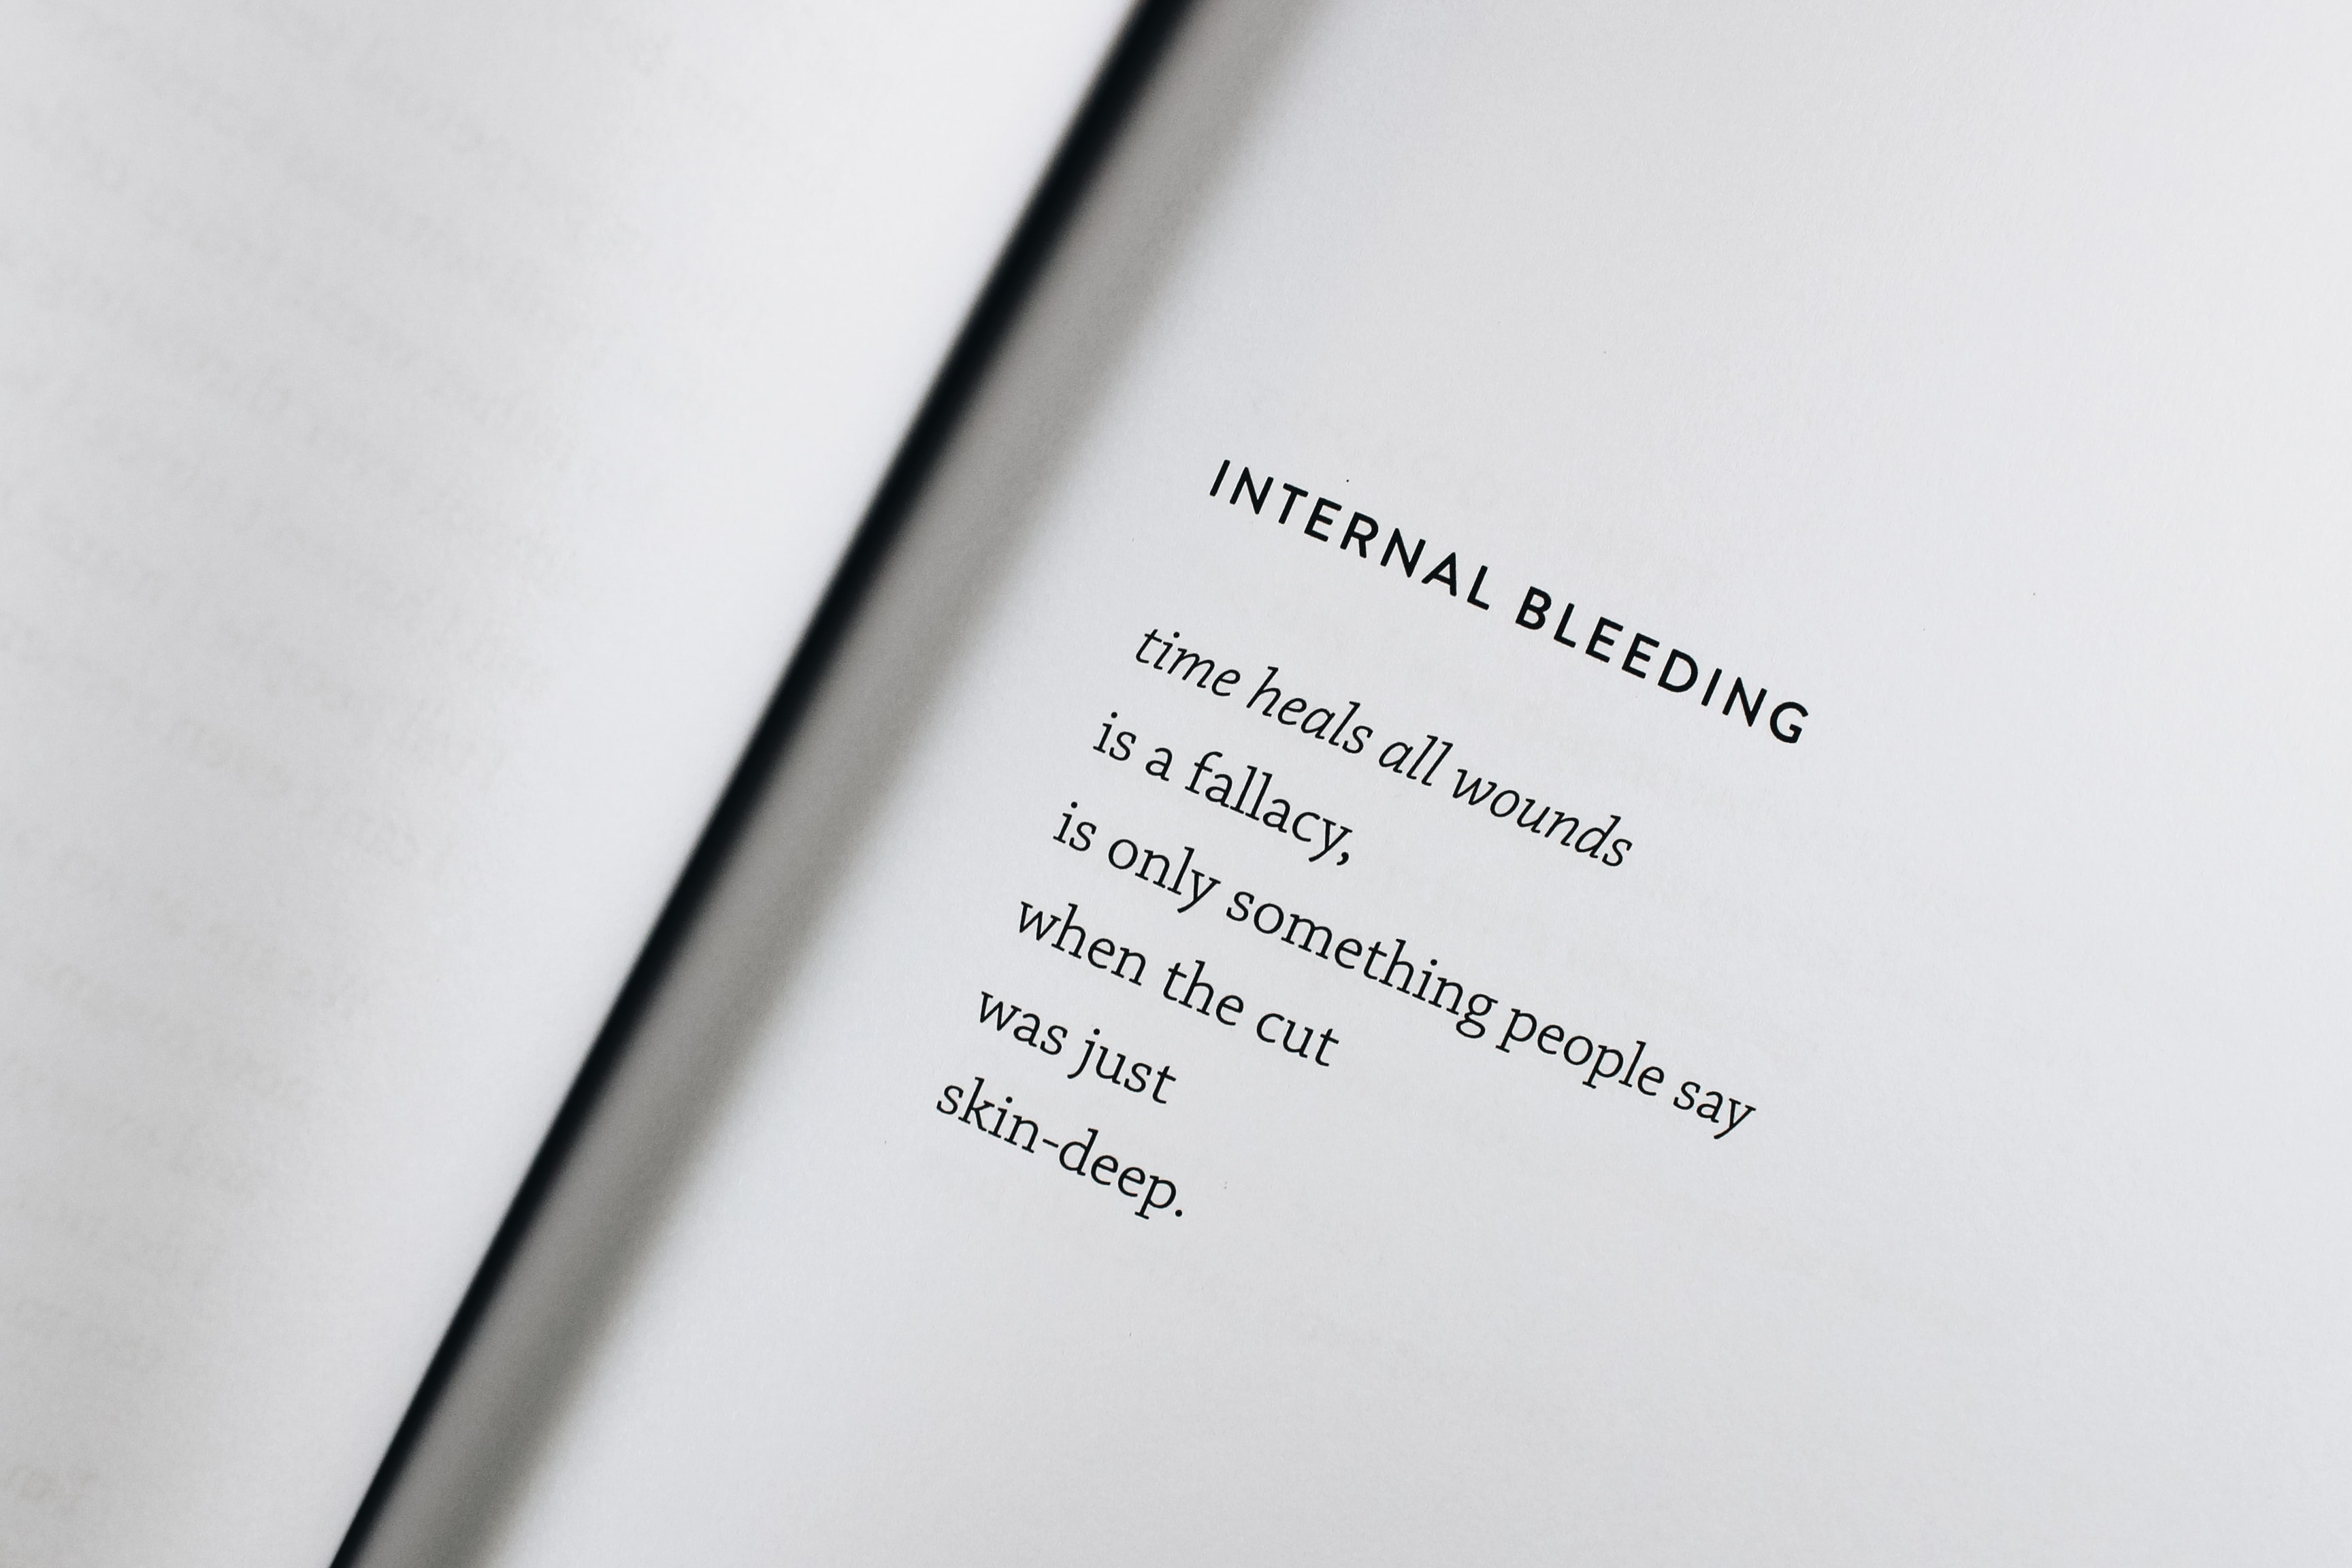 INTERNAL BLEEDING
time heals all wounds
is a fallacy,
is only something people say
when the cut
was just
skin-deep.